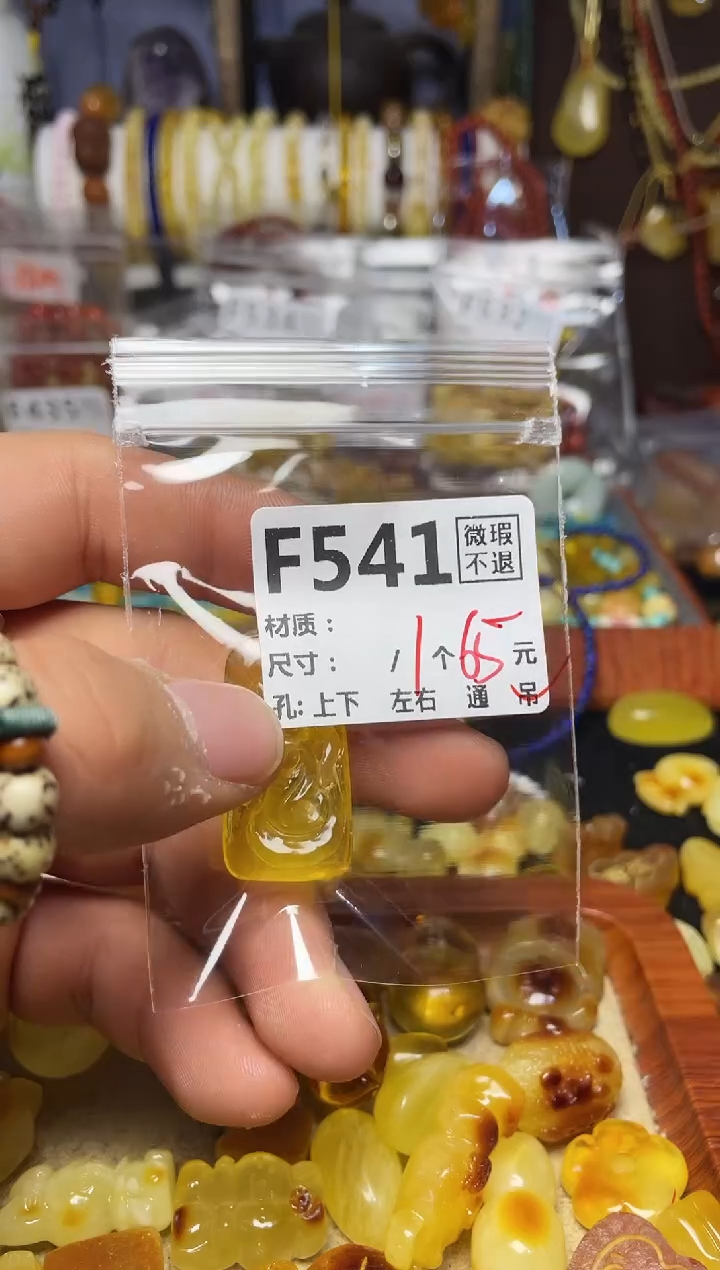 F541 微瑕
不退
材质：
尺寸： / 1个 65元
孔: 上下 左右 通 吊